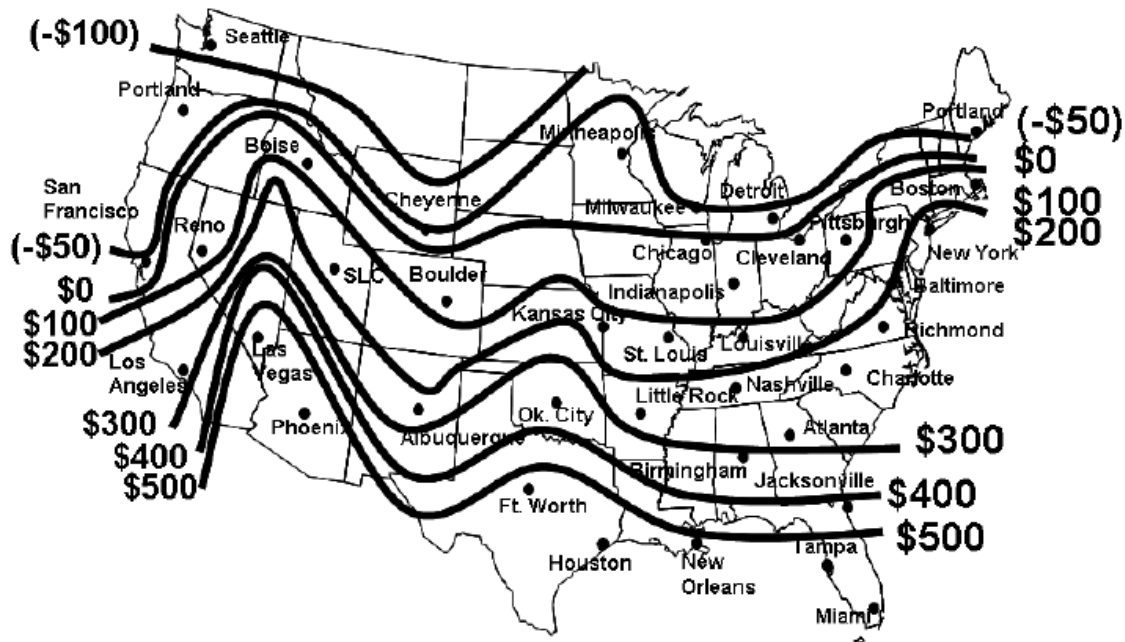 (-$100)
Seattle
Portland
Boise
San
Francisco
Reno
(-$50)
$0
$100
$200
Los
Angeles
$300
$400
$500
Las
Vegas
Phoenix
SLC
Cheyenne
Boulder
Albuquerque
Minneapolis
Milwaukee
Chicago
Detroit
Cleveland
Pittsburgh
Indianapolis
Kansas City
St. Louis
Louisville
Nashville
Little Rock
Ok. City
Ft. Worth
Houston
New
Orleans
Birmingham
Atlanta
Jacksonville
Tampa
Miami
Charlotte
Richmond
Baltimore
New York
Boston
Portland
(-$50)
$0
$100
$200
$300
$400
$500